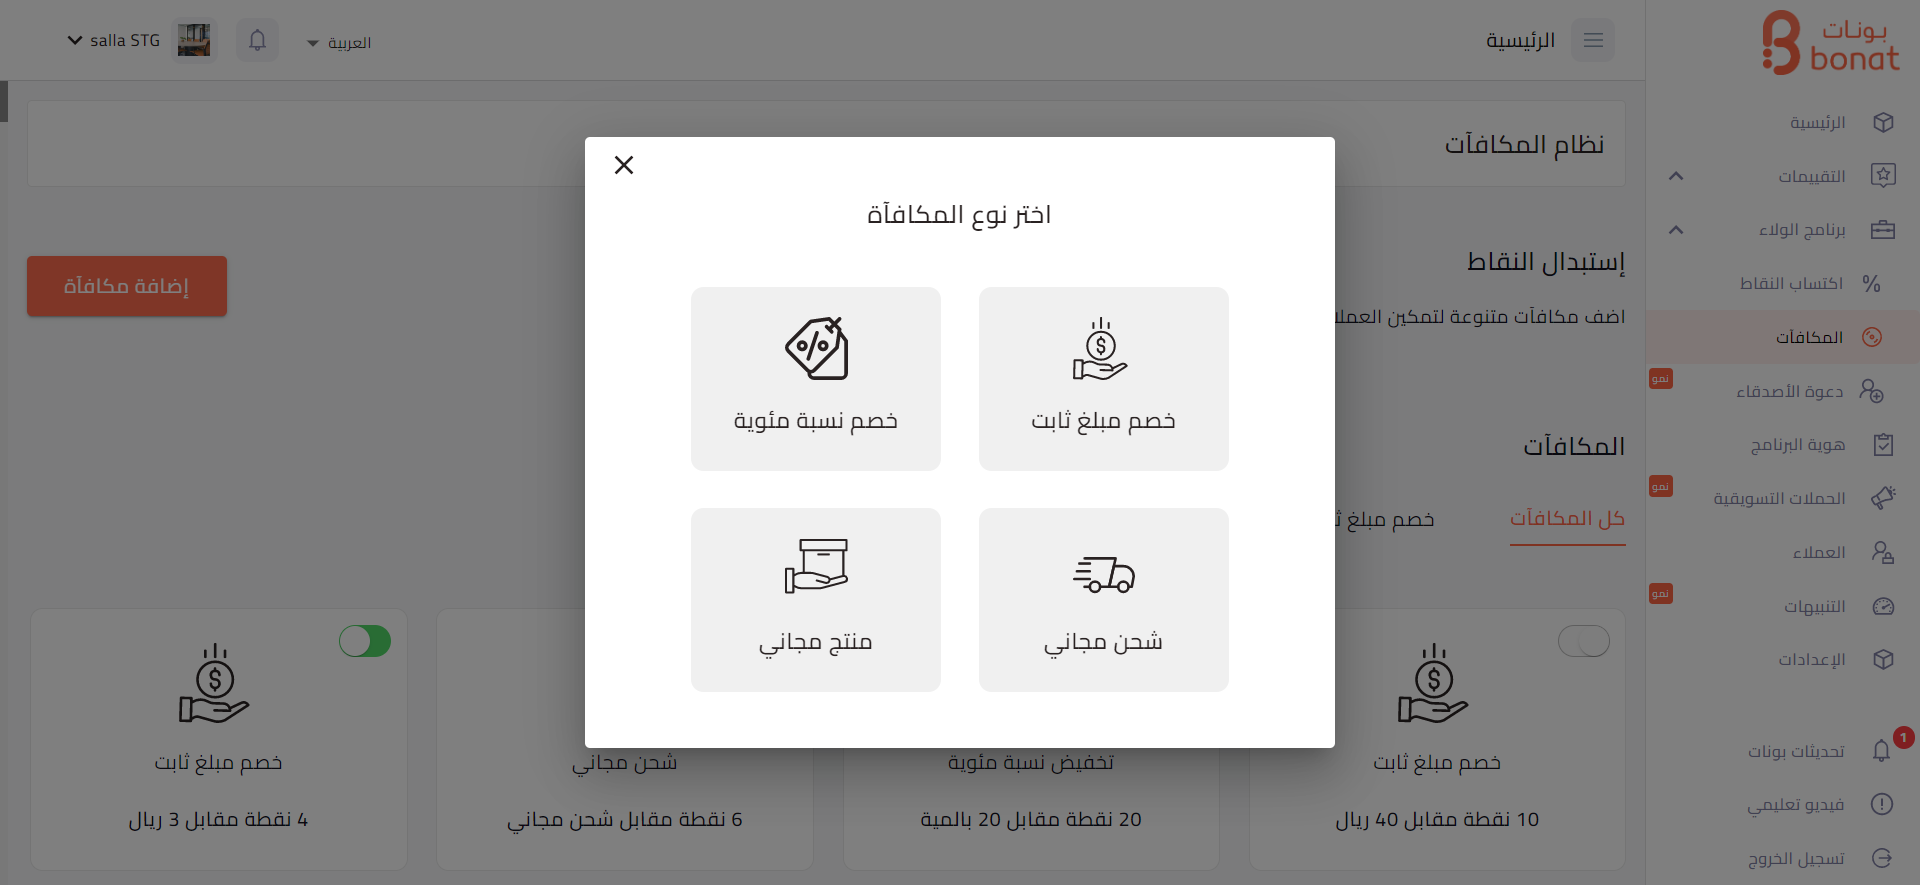 بونات
bonat
الرئيسية
العربية
salla STG
الرئيسية
التقييمات
برنامج الولاء
اكتساب النقاط
المكافآت
دعوة الأصدقاء
نمو
هوية البرنامج
الحملات التسويقية
نمو
العملاء
التنبيهات
نمو
الإعدادات
تحديثات بونات
1
فيديو تعليمي
تسجيل الخروج
نظام المكافآت
إستبدال النقاط
إضافة مكافآة
اضف مكافآت متنوعة لتمكين العملا
المكافآت
كل المكافآت
خصم مبلغ ثا
اختر نوع المكافآة
خصم مبلغ ثابت
خصم نسبة مئوية
شحن مجاني
منتج مجاني
خصم مبلغ ثابت
10 نقطة مقابل 40 ريال
تخفيض نسبة مئوية
20 نقطة مقابل 20 بالمية
شحن مجاني
6 نقطة مقابل شحن مجاني
خصم مبلغ ثابت
4 نقطة مقابل 3 ريال